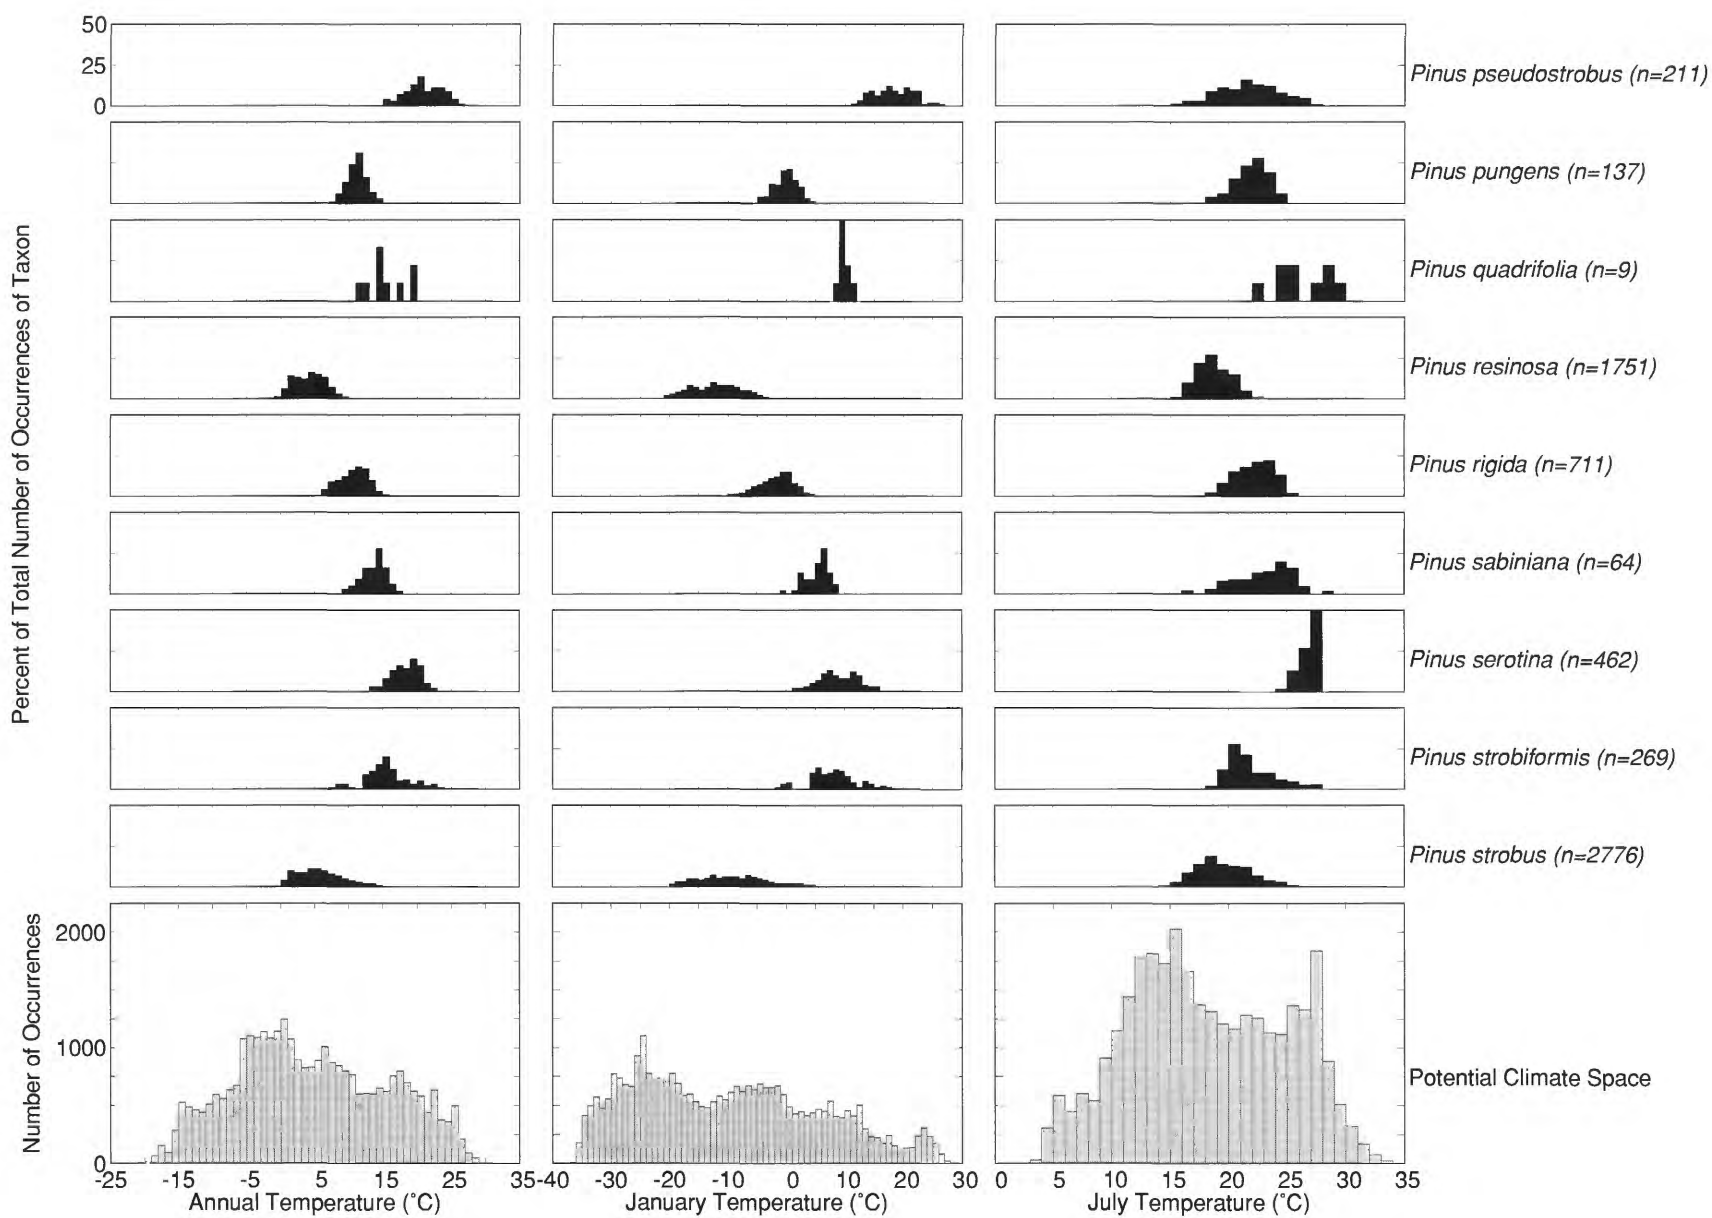 50
25
0
Pinus pseudostrobus (n=211)
Pinus pungens (n=137)
Pinus quadrifolia (n=9)
Pinus resinosa (n=1751)
Pinus rigida (n=711)
Pinus sabiniana (n=64)
Pinus serotina (n=462)
Pinus strobiformis (n=269)
Pinus strobus (n=2776)
Percent of Total Number of Occurrences of Taxon
Number of Occurrences
2000
1000
0
Potential Climate Space
-25 -15 -5 5 15 25 35
Annual Temperature (°C)
-40 -30 -20 -10 0 10 20 30
January Temperature (°C)
0 5 10 15 20 25 30 35
July Temperature (°C)